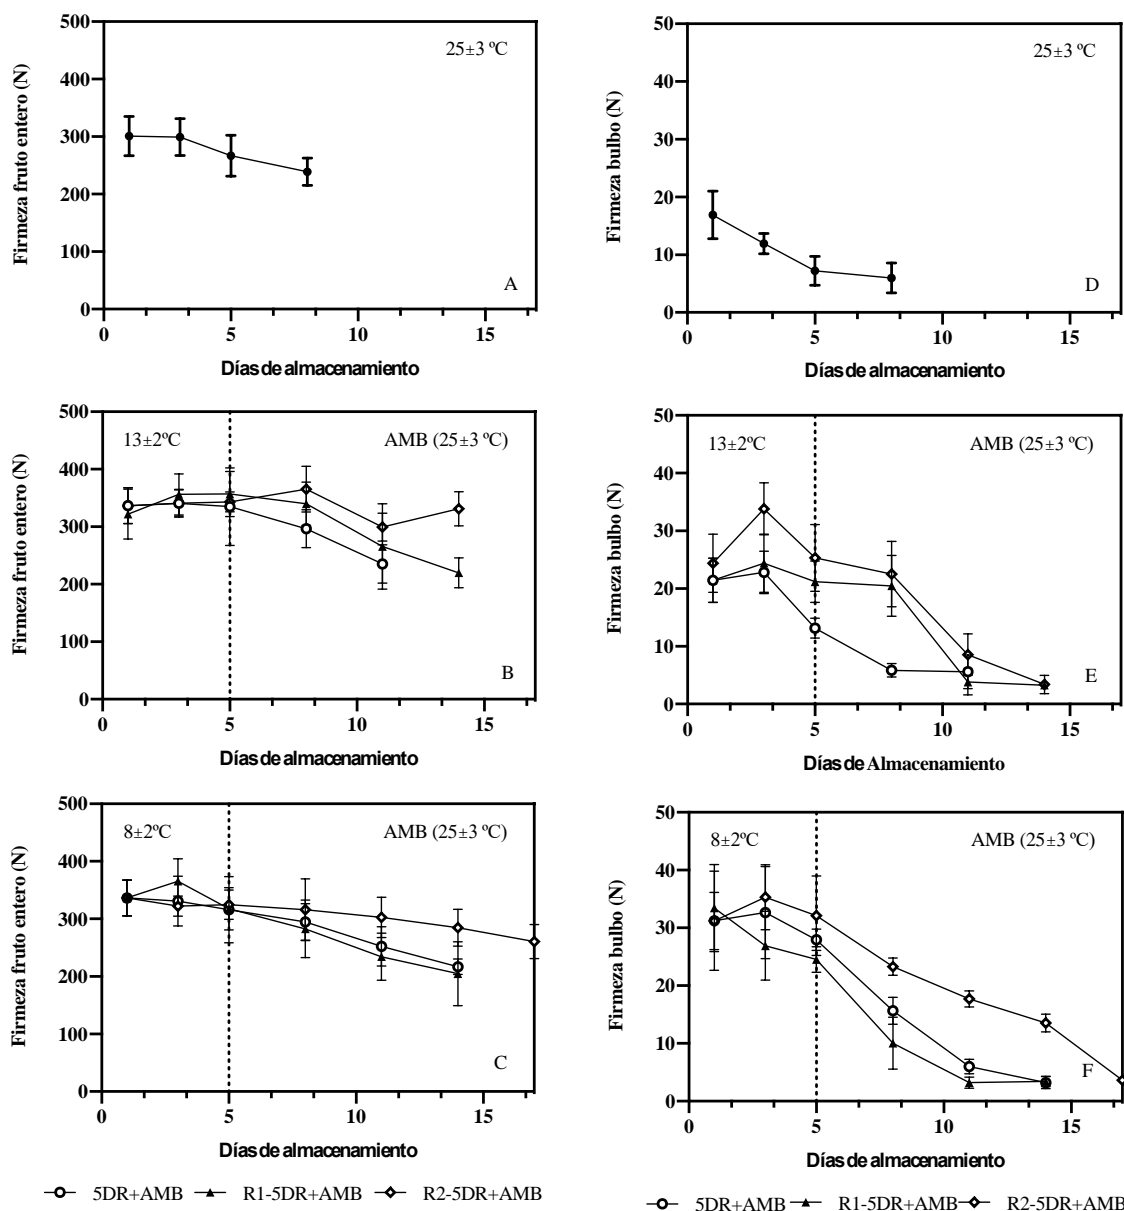 500
400
300
200
100
0
Firmeza fruto entero (N)
25±3 ºC
A
0 5 10 15
Días de almacenamiento
50
40
30
20
10
0
Firmeza bulbo (N)
25±3 ºC
D
0 5 10 15
Días de almacenamiento
500
400
300
200
100
0
Firmeza fruto entero (N)
13±2ºC AMB (25±3 ºC)
B
0 5 10 15
Días de almacenamiento
50
40
30
20
10
0
Firmeza bulbo (N)
13±2ºC AMB (25±3 ºC)
E
0 5 10 15
Días de Almacenamiento
500
400
300
200
100
0
Firmeza fruto entero (N)
8±2ºC AMB (25±3 ºC)
C
0 5 10 15
Días de almacenamiento
50
40
30
20
10
0
Firmeza bulbo (N)
8±2ºC AMB (25±3 ºC)
F
0 5 10 15
Días de almacenamiento
5DR+AMB R1-5DR+AMB R2-5DR+AMB
5DR+AMB R1-5DR+AMB R2-5DR+AMB